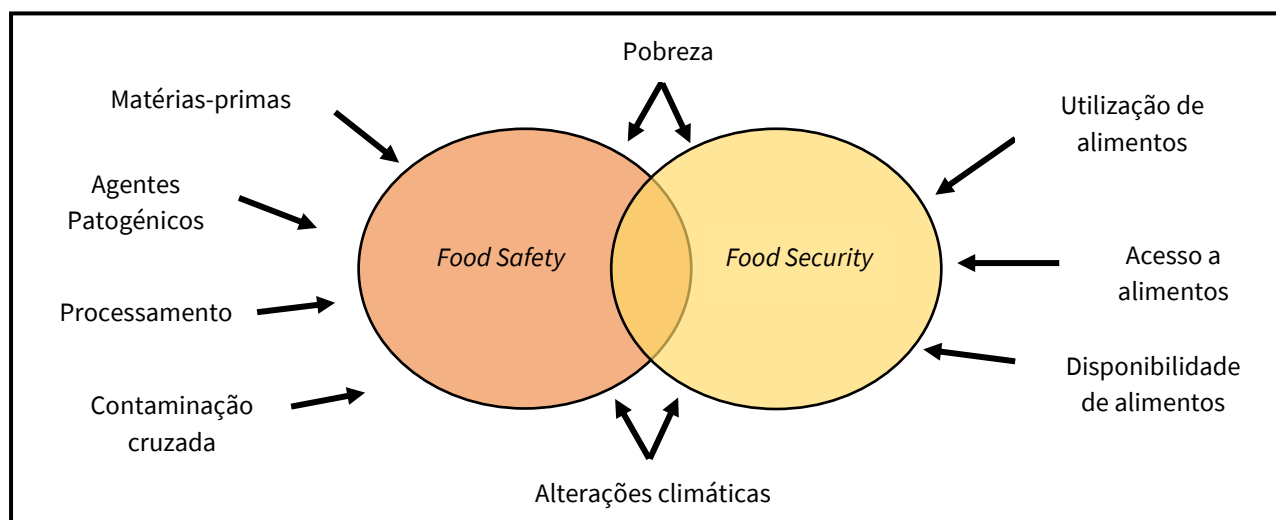 Pobreza
Matérias-primas
Agentes
Patogénicos
Processamento
Contaminação
cruzada
Food Safety
Food Security
Utilização de
alimentos
Acesso a
alimentos
Disponibilidade
de alimentos
Alterações climáticas